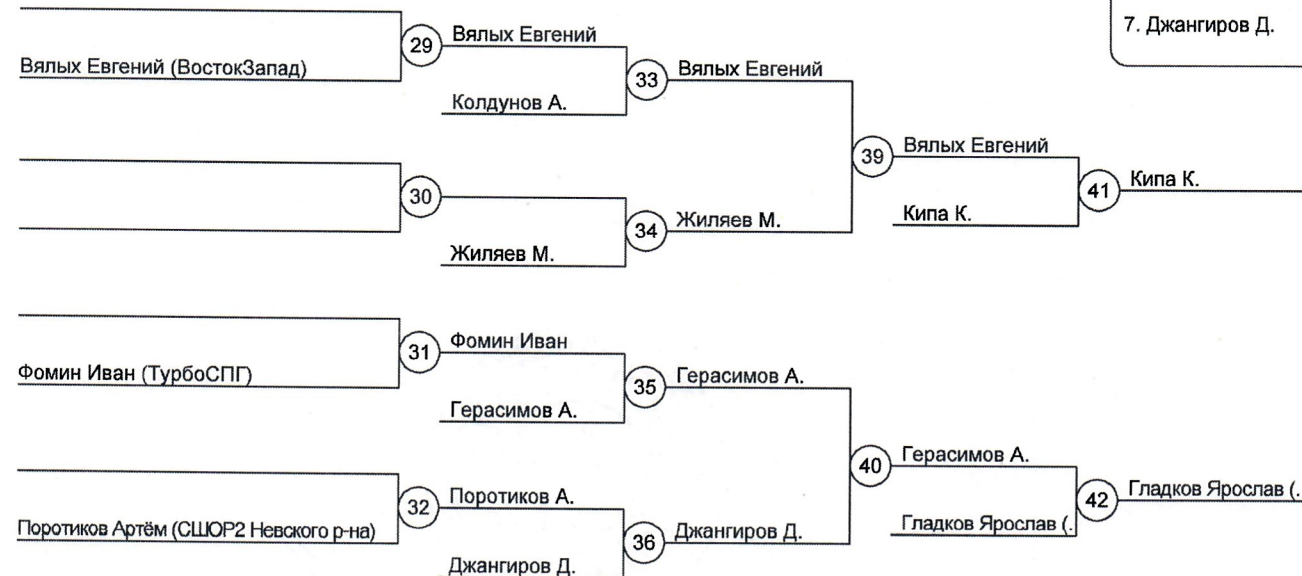 7. Джангиров Д.
29
Вялых Евгений
Вялых Евгений (ВостокЗапад)
33
Вялых Евгений
Колдунов А.
39
Вялых Евгений
30
41
Кипа К.
Кипа К.
34
Жиляев М.
Жиляев М.
31
Фомин Иван
Фомин Иван (ТурбоСПГ)
35
Герасимов А.
Герасимов А.
40
Герасимов А.
32
Поротиков А.
42
Гладков Ярослав (.
Поротиков Артём (СШОР2 Невского р-на)
Гладков Ярослав (.
36
Джангиров Д.
Джангиров Д.